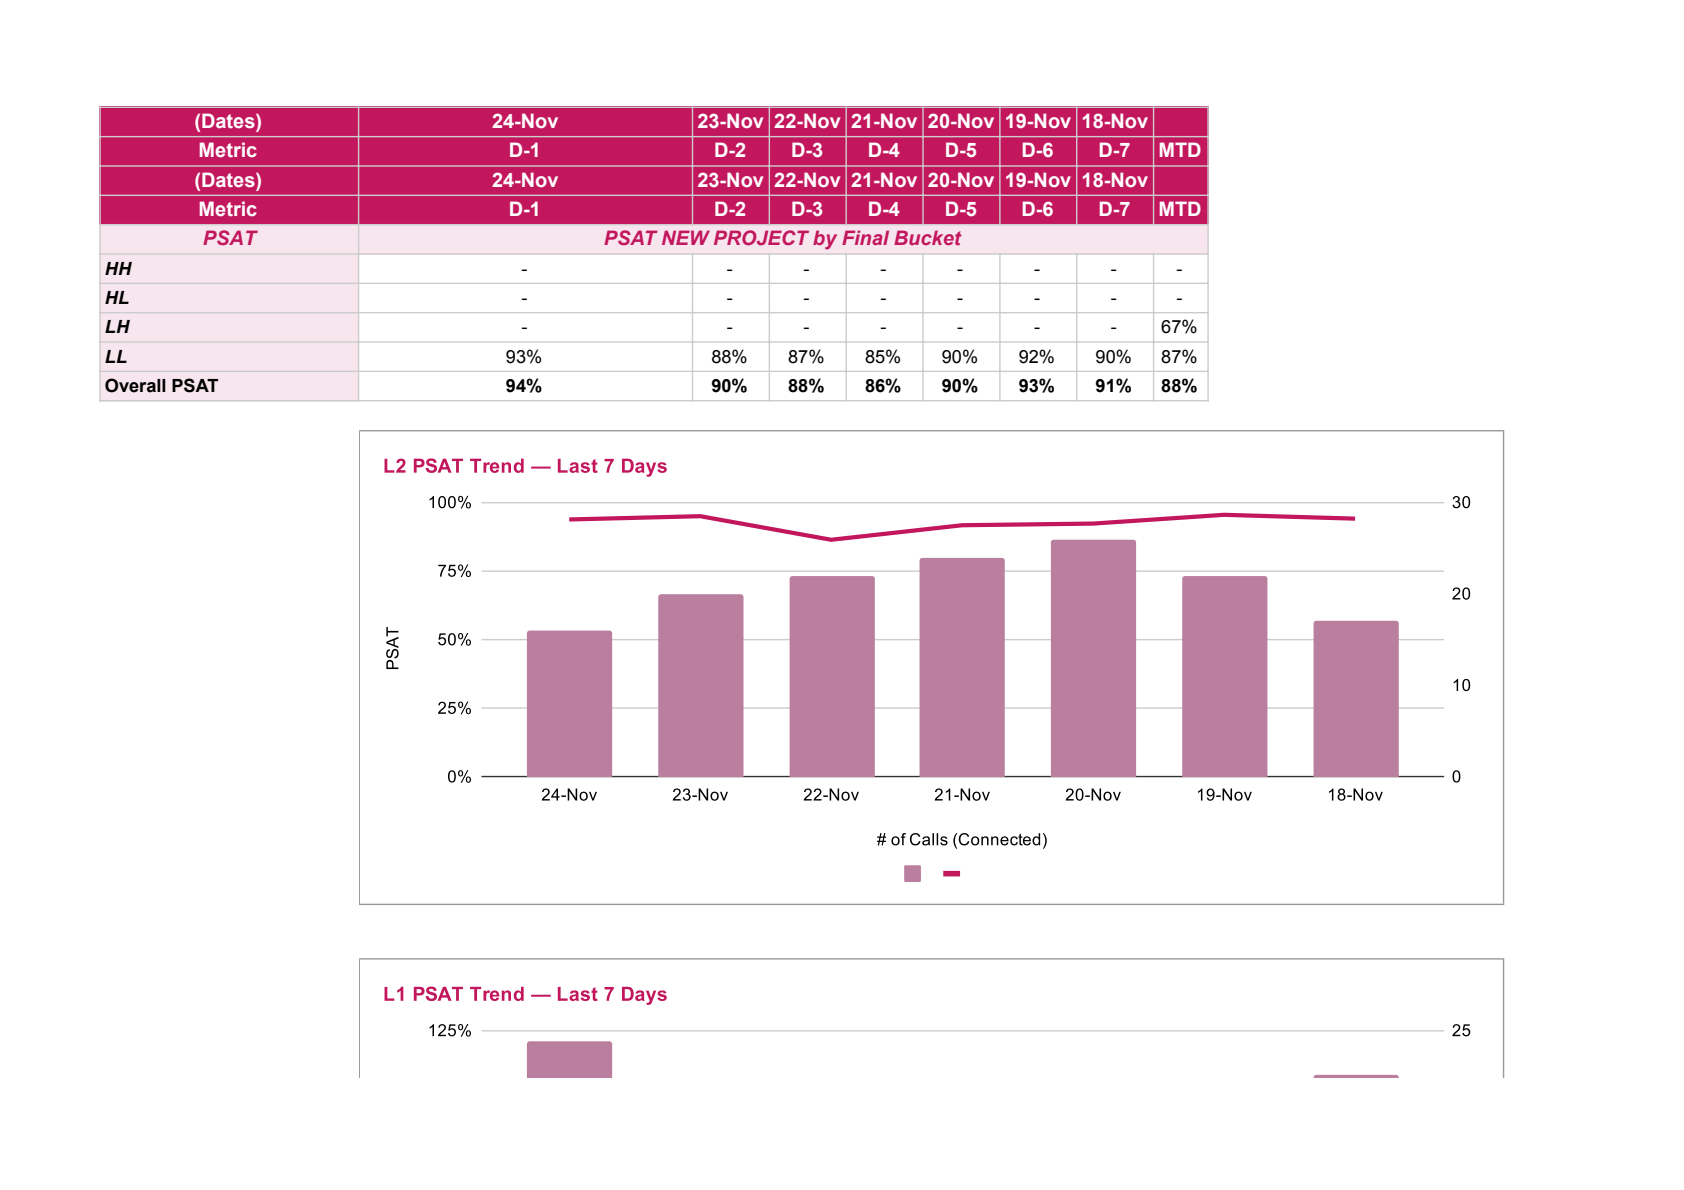 (Dates) 24-Nov 23-Nov 22-Nov 21-Nov 20-Nov 19-Nov 18-Nov
Metric D-1 D-2 D-3 D-4 D-5 D-6 D-7 MTD
(Dates) 24-Nov 23-Nov 22-Nov 21-Nov 20-Nov 19-Nov 18-Nov
Metric D-1 D-2 D-3 D-4 D-5 D-6 D-7 MTD
PSAT PSAT NEW PROJECT by Final Bucket
HH - - - - - - - -
HL - - - - - - - -
LH - - - - - - - 67%
LL 93% 88% 87% 85% 90% 92% 90% 87%
Overall PSAT 94% 90% 88% 86% 90% 93% 91% 88%
L2 PSAT Trend — Last 7 Days
100% 30
75%
20
50%
PSAT
10
25%
0% 0
24-Nov 23-Nov 22-Nov 21-Nov 20-Nov 19-Nov 18-Nov
# of Calls (Connected)
L1 PSAT Trend — Last 7 Days
125% 25